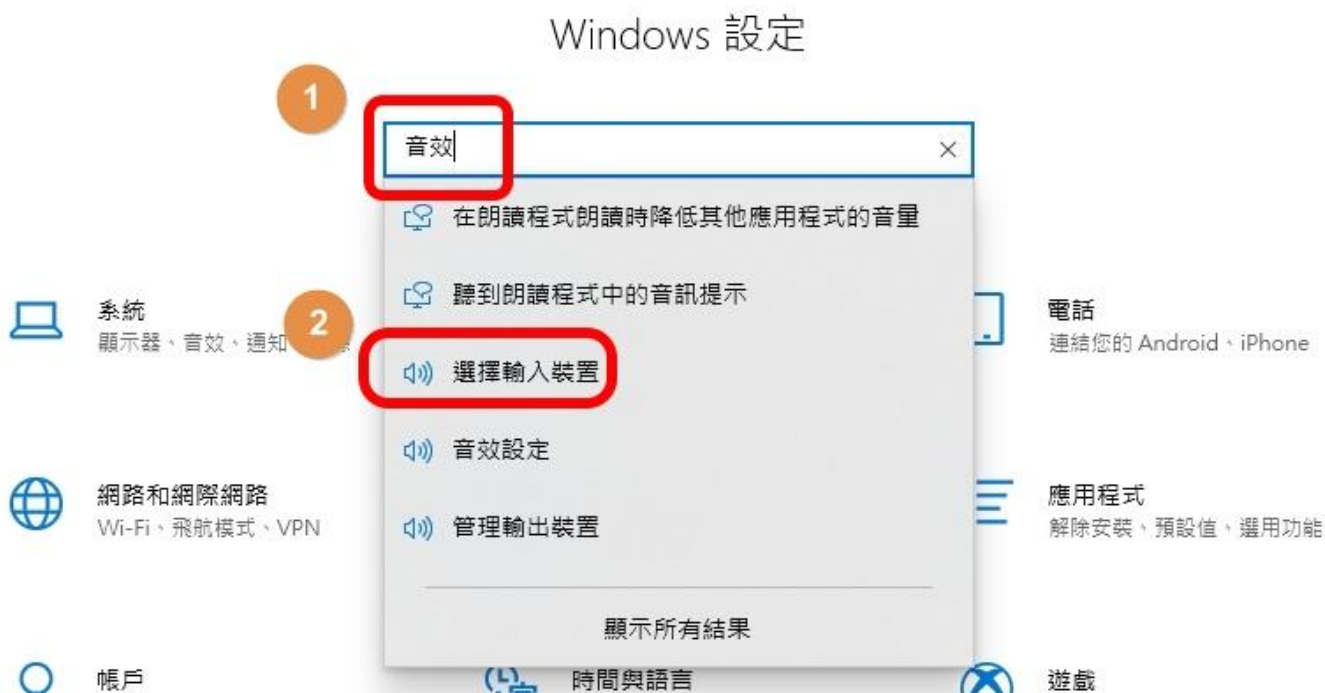 Windows 設定
1
音效
在朗讀程式朗讀時降低其他應用程式的音量
聽到朗讀程式中的音訊提示
系統
顯示器、音效、通知
2
電話
連結您的 Android、iPhone
選擇輸入裝置
音效設定
網路和網際網路
Wi-Fi、飛航模式、VPN
應用程式
解除安裝、預設值、選用功能
管理輸出裝置
顯示所有結果
帳戶
時間與語言
遊戲